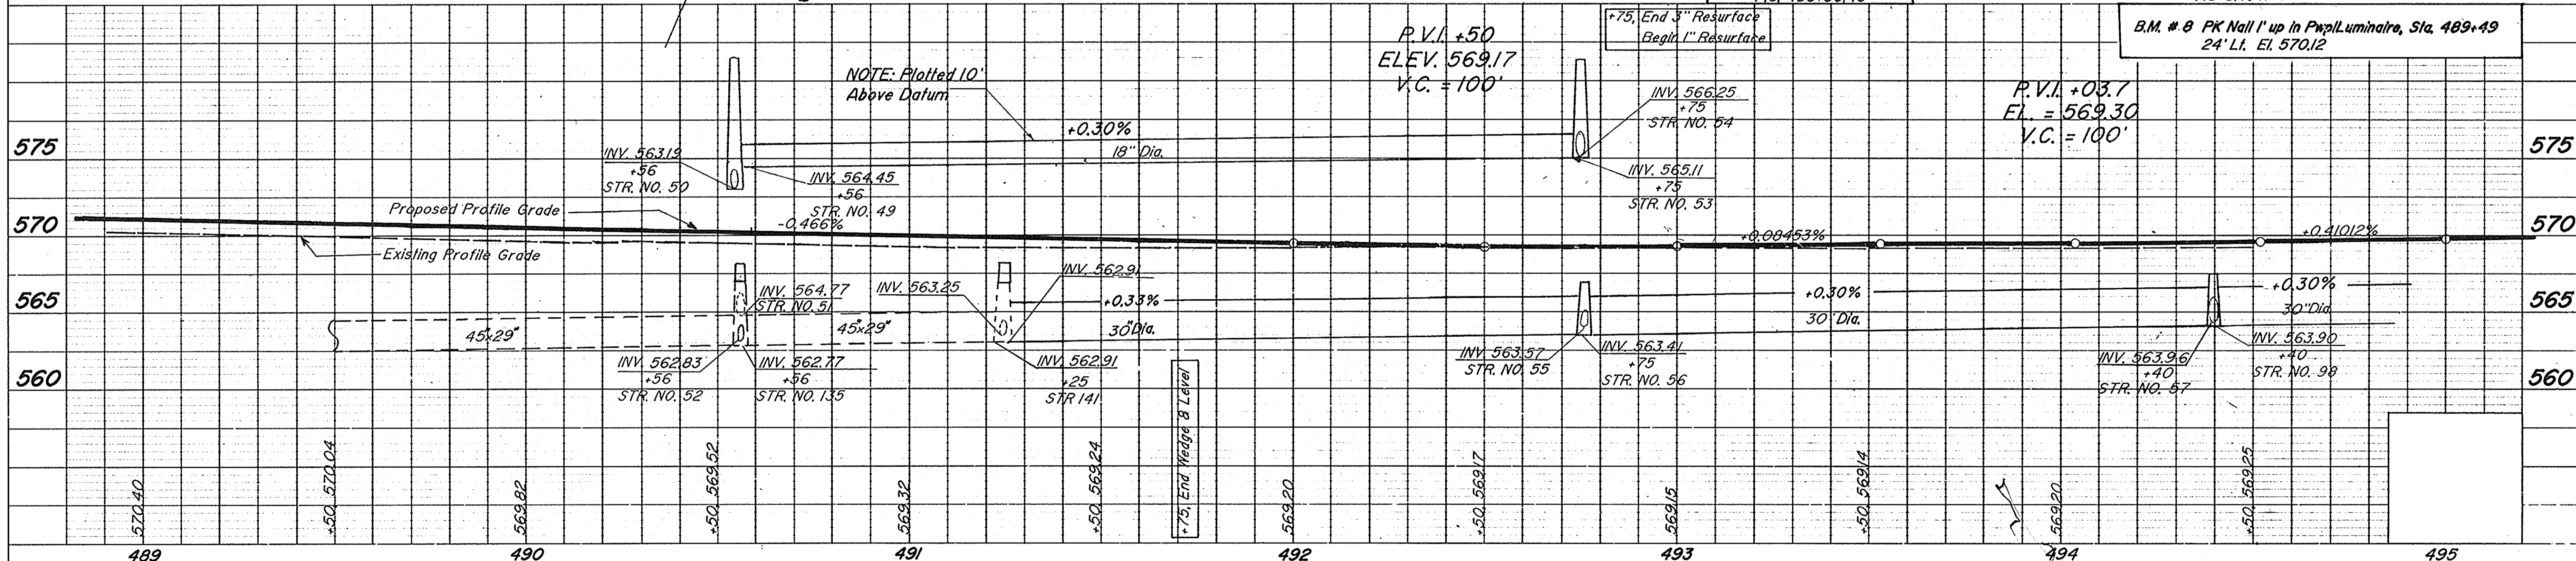 +75, End 3" Resurface
Begin 1" Resurface
B.M. # 8 PK Nail 1' up in Pwpl Luminaire, Sta. 489+49
24' Lt. El. 570.12
P.V.I. +50
ELEV. 569.17
V.C. = 100'
NOTE: Plotted 10'
Above Datum
P.V.I. +03.7
EL. = 569.30
V.C. = 100'
INV. 566.25
+75
STR. NO. 54
+0.30%
18" Dia.
575
575
INV. 563.19
+56
STR. NO. 50
INV. 564.45
+56
STR. NO. 49
INV. 565.11
+75
STR. NO. 53
Proposed Profile Grade
570
-0.466%
+0.08453%
+0.41012%
570
Existing Profile Grade
INV. 564.77
STR. NO. 51
INV. 563.25
INV. 562.91
+0.33%
+0.30%
+0.30%
565
565
45"x29"
45"x29"
30" Dia.
30" Dia.
30" Dia.
INV. 562.83
+56
STR. NO. 52
INV. 562.77
+56
STR. NO. 135
INV. 562.91
+25
STR 141
INV. 563.57
STR. NO. 55
INV. 563.41
+75
STR. NO. 56
INV. 563.96
+40
STR. NO. 57
INV. 563.90
+40
STR. NO. 98
560
560
+75, End Wedge & Level
570.40
+50 570.04
569.82
+50 569.52
569.32
+50 569.24
569.20
+50 569.17
569.15
+50 569.14
569.20
+50 569.25
489
490
491
492
493
494
495